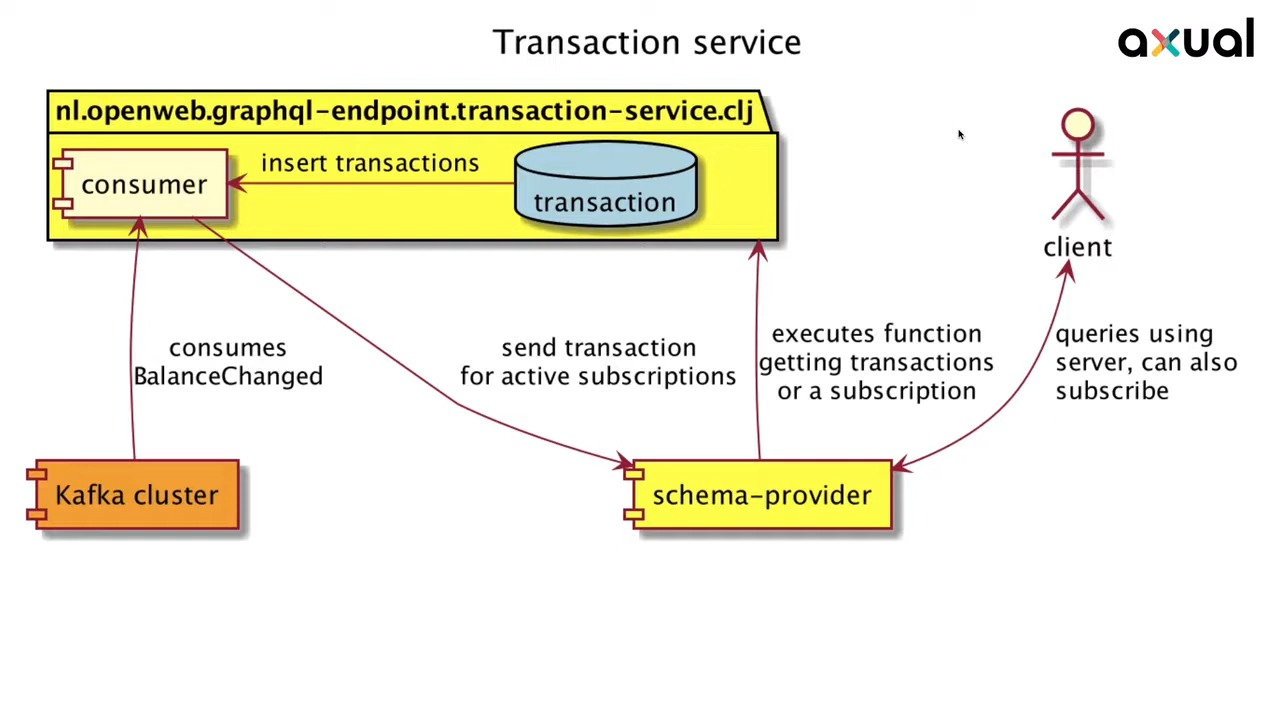 Transaction service
axual
nl.openweb.graphql-endpoint.transaction-service.clj
consumer
insert transactions
transaction
client
consumes
BalanceChanged
send transaction
for active subscriptions
executes function
getting transactions
or a subscription
queries using
server, can also
subscribe
Kafka cluster
schema-provider